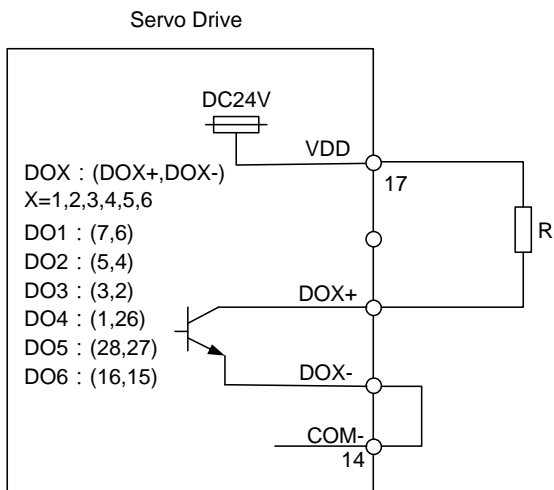 Servo Drive
DC24V
VDD
17
DOX : (DOX+,DOX-)
X=1,2,3,4,5,6
DO1 : (7,6)
DO2 : (5,4)
DO3 : (3,2)
DO4 : (1,26)
DO5 : (28,27)
DO6 : (16,15)
R
DOX+
DOX-
COM-
14